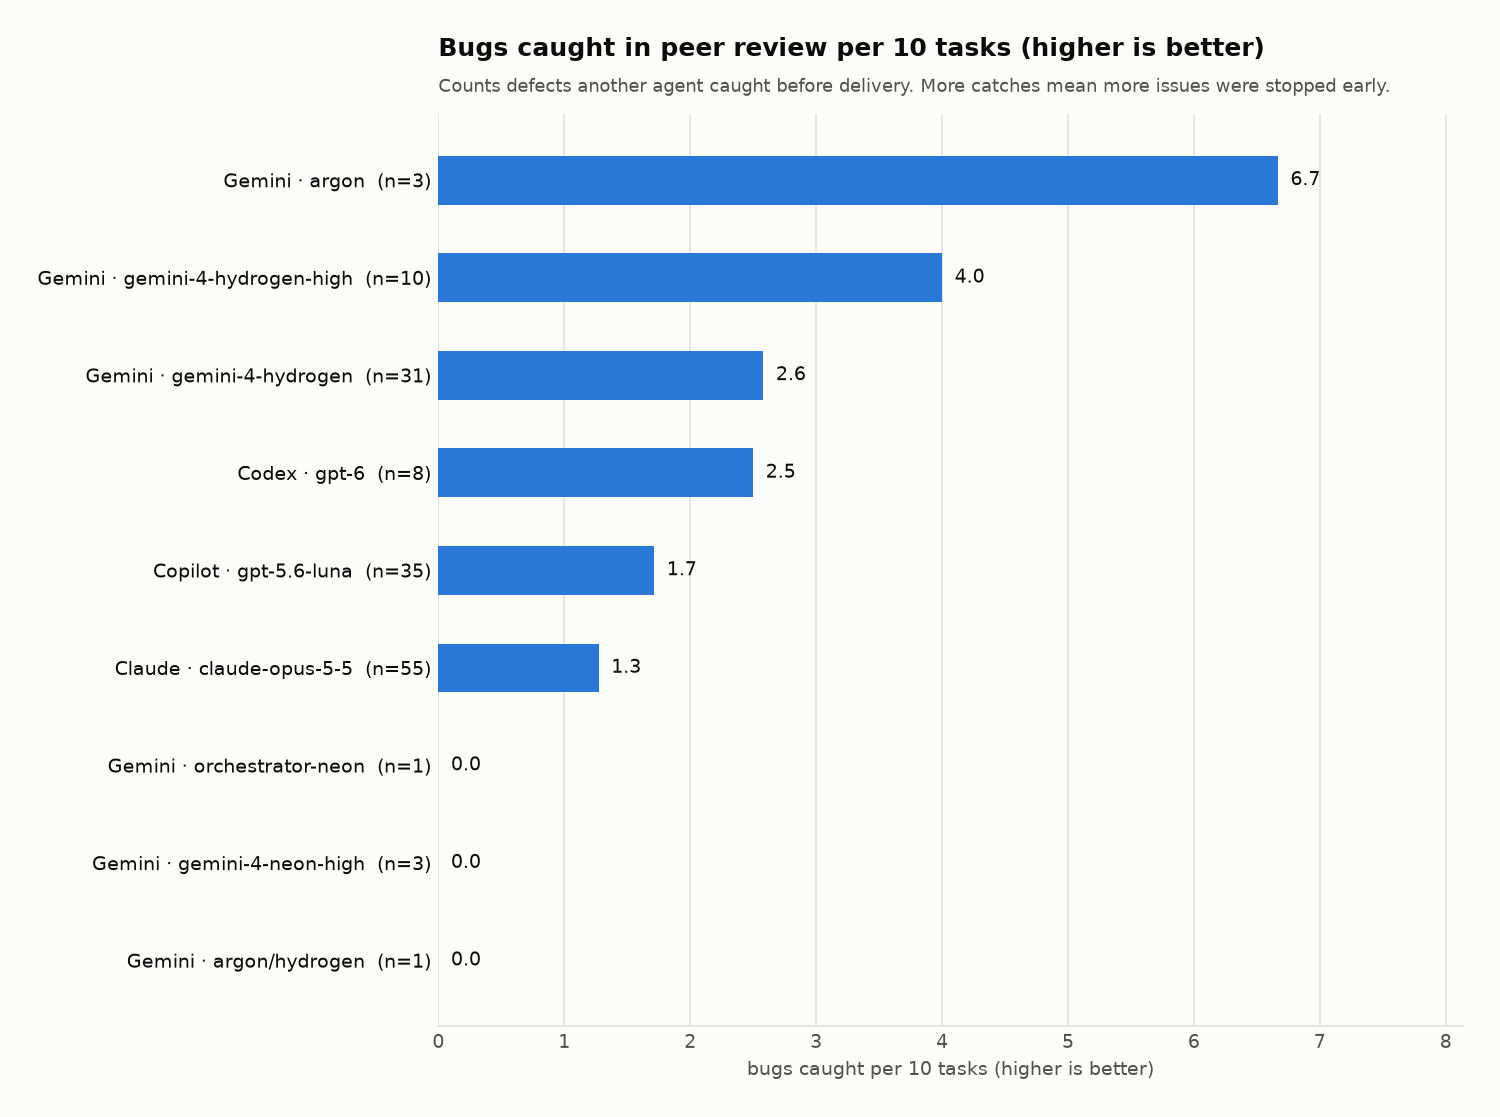 Bugs caught in peer review per 10 tasks (higher is better)
Counts defects another agent caught before delivery. More catches mean more issues were stopped early.
Gemini · argon (n=3) 6.7
Gemini · gemini-4-hydrogen-high (n=10) 4.0
Gemini · gemini-4-hydrogen (n=31) 2.6
Codex · gpt-6 (n=8) 2.5
Copilot · gpt-5.6-luna (n=35) 1.7
Claude · claude-opus-5-5 (n=55) 1.3
Gemini · orchestrator-neon (n=1) 0.0
Gemini · gemini-4-neon-high (n=3) 0.0
Gemini · argon/hydrogen (n=1) 0.0
0 1 2 3 4 5 6 7 8
bugs caught per 10 tasks (higher is better)